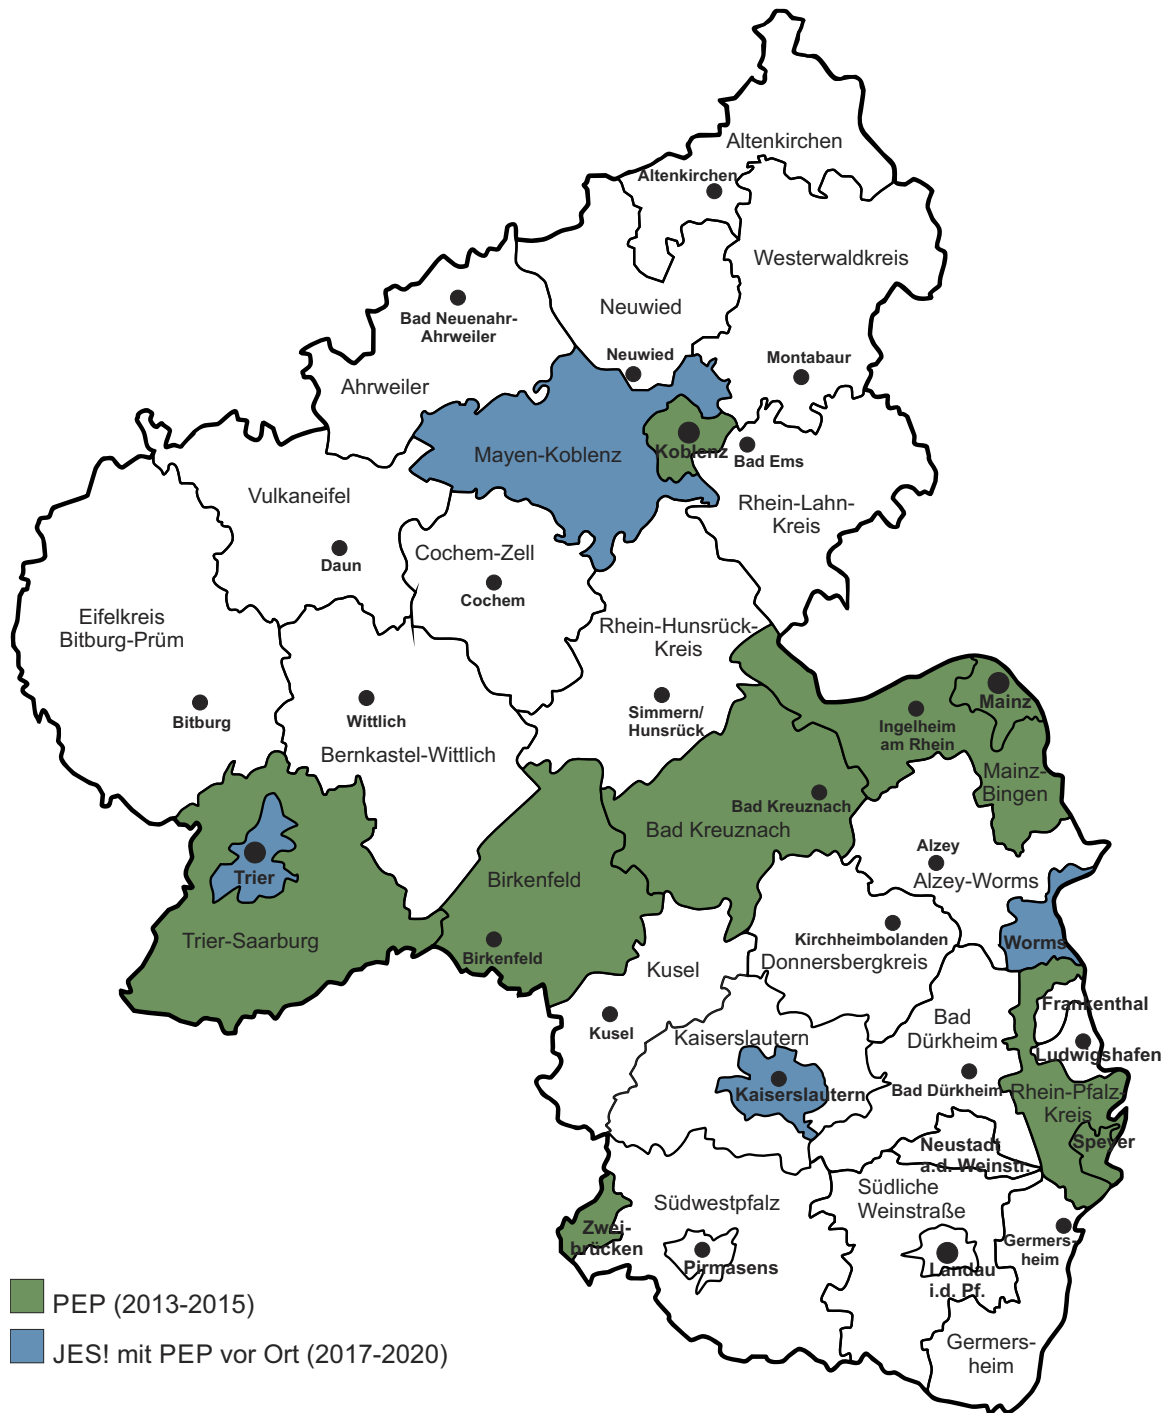 Altenkirchen
Altenkirchen
Westerwaldkreis
Neuwied
Bad Neuenahr-
Ahrweiler
Neuwied
Montabaur
Ahrweiler
Mayen-Koblenz
Koblenz
Bad Ems
Vulkaneifel
Rhein-Lahn-
Kreis
Daun
Cochem-Zell
Cochem
Eifelkreis
Bitburg-Prüm
Rhein-Hunsrück-
Kreis
Bitburg
Wittlich
Simmern/
Hunsrück
Mainz
Ingelheim
am Rhein
Bernkastel-Wittlich
Mainz-
Bingen
Bad Kreuznach
Bad Kreuznach
Alzey
Alzey-Worms
Trier
Birkenfeld
Trier-Saarburg
Birkenfeld
Kirchheimbolanden
Donnersbergkreis
Worms
Kusel
Kusel
Frankenthal
Bad
Dürkheim
Kaiserslautern
Ludwigshafen
Kaiserslautern
Bad Dürkheim
Rhein-Pfalz-
Kreis
Speyer
Neustadt
a.d. Weinstr.
Südliche
Weinstraße
Südwestpfalz
Zwei-
brücken
Pirmasens
Germers-
heim
Landau
i.d. Pf.
Germers-
heim
PEP (2013-2015)
JES! mit PEP vor Ort (2017-2020)